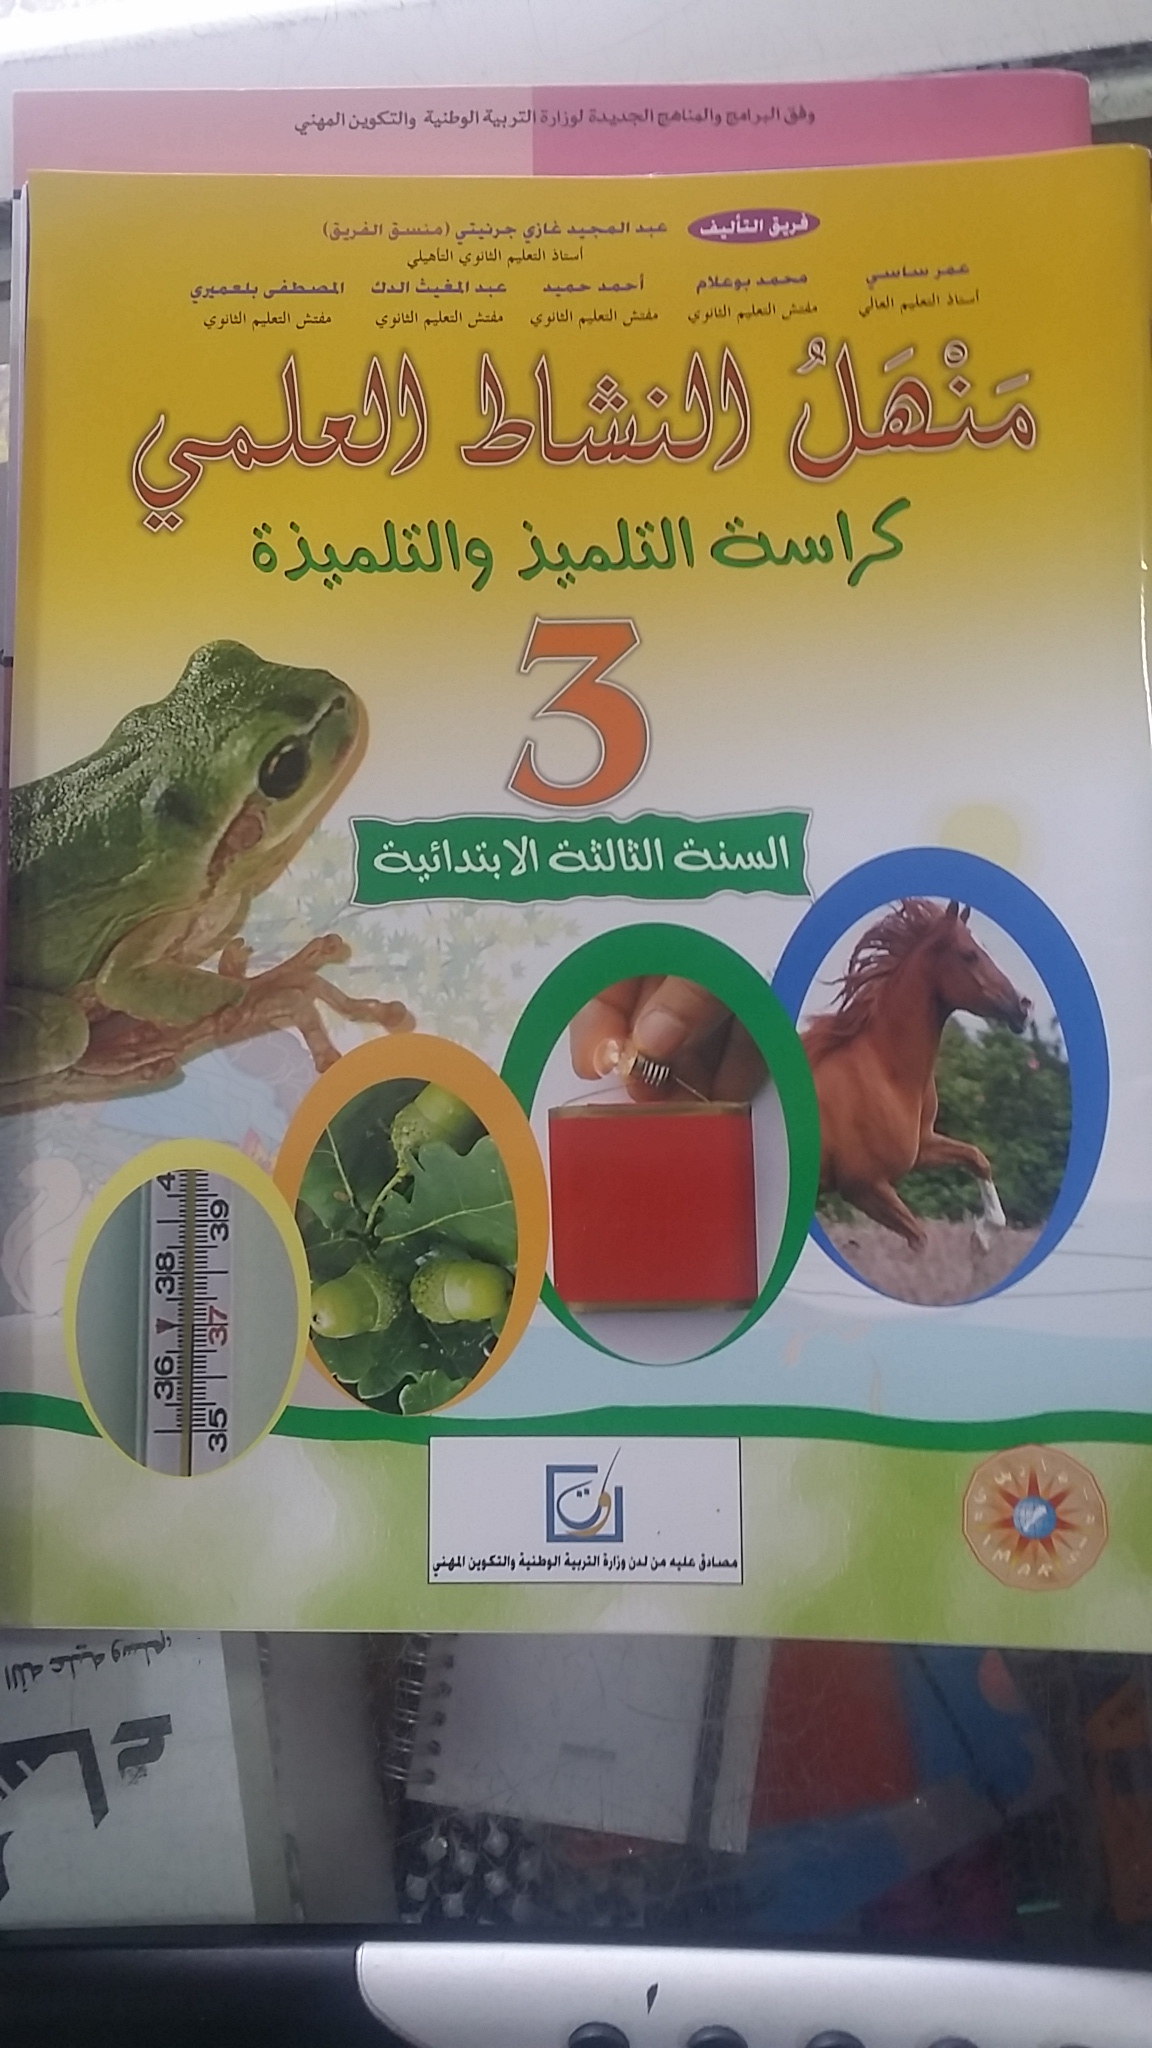 وفق البرامج والمناهج الجديدة لوزارة التربية الوطنية والتكوين المهني
فريق التأليف عبد المجيد غازي جرنيتي (منسق الفريق)
أستاذ التعليم الثانوي التأهيلي
عمر ساسي محمد بوعلام أحمد حميد عبد المغيث الدك المصطفى بلعميري
أستاذ التعليم العالي مفتش التعليم الثانوي مفتش التعليم الثانوي مفتش التعليم الثانوي مفتش التعليم الثانوي
مَنْهَلُ النشاط العلمي
كراسة التلميذ والتلميذة
3
السنة الثالثة الابتدائية
4 39
38
37
36
35
مصادق عليه من لدن وزارة التربية الوطنية والتكوين المهني
الله عليه وسلم